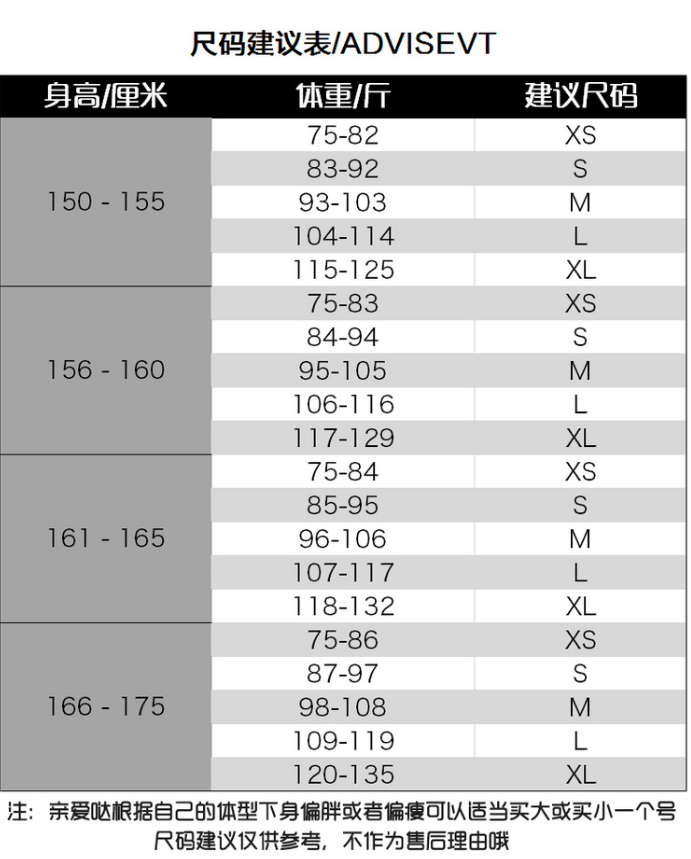 尺码建议表/ADVISEVT
身高/厘米 体重/斤 建议尺码
150 - 155
75-82 XS
83-92 S
93-103 M
104-114 L
115-125 XL
156 - 160
75-83 XS
84-94 S
95-105 M
106-116 L
117-129 XL
161 - 165
75-84 XS
85-95 S
96-106 M
107-117 L
118-132 XL
166 - 175
75-86 XS
87-97 S
98-108 M
109-119 L
120-135 XL
注: 亲爱哒根据自己的体型下身偏胖或者偏瘦可以适当买大或买小一个号
尺码建议仅供参考, 不作为售后理由哦